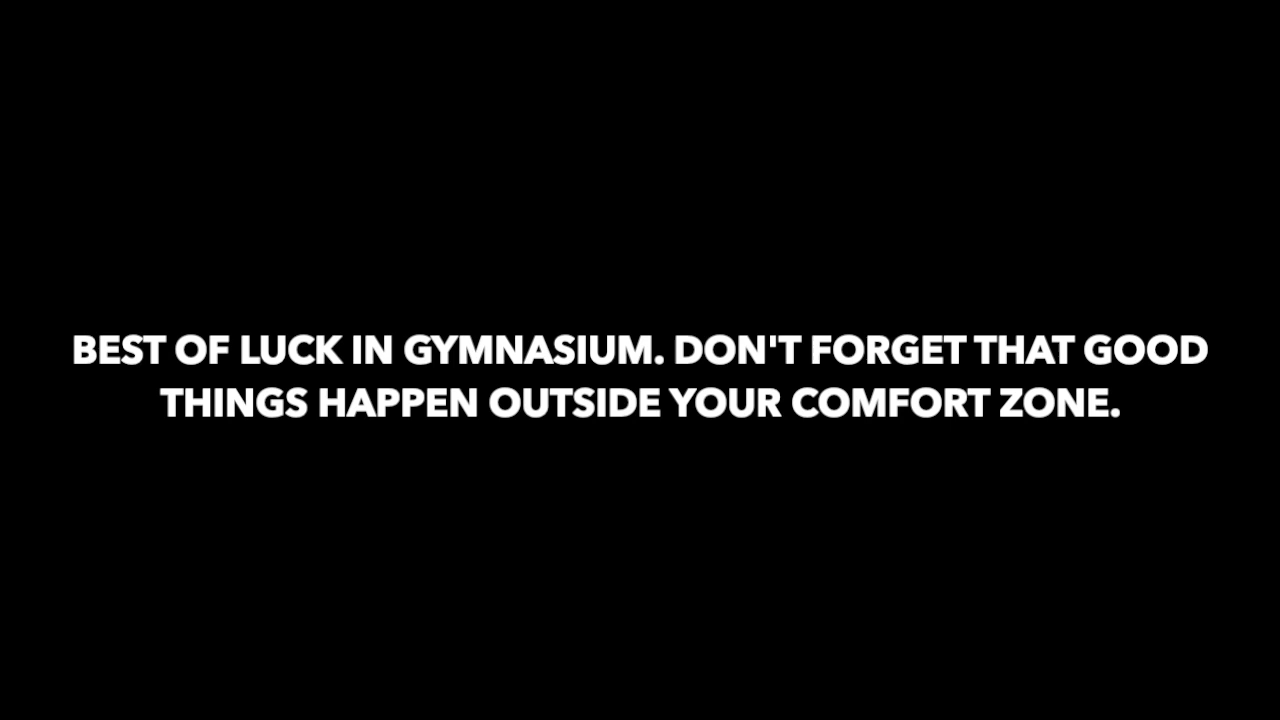 BEST OF LUCK IN GYMNASIUM. DON'T FORGET THAT GOOD
THINGS HAPPEN OUTSIDE YOUR COMFORT ZONE.